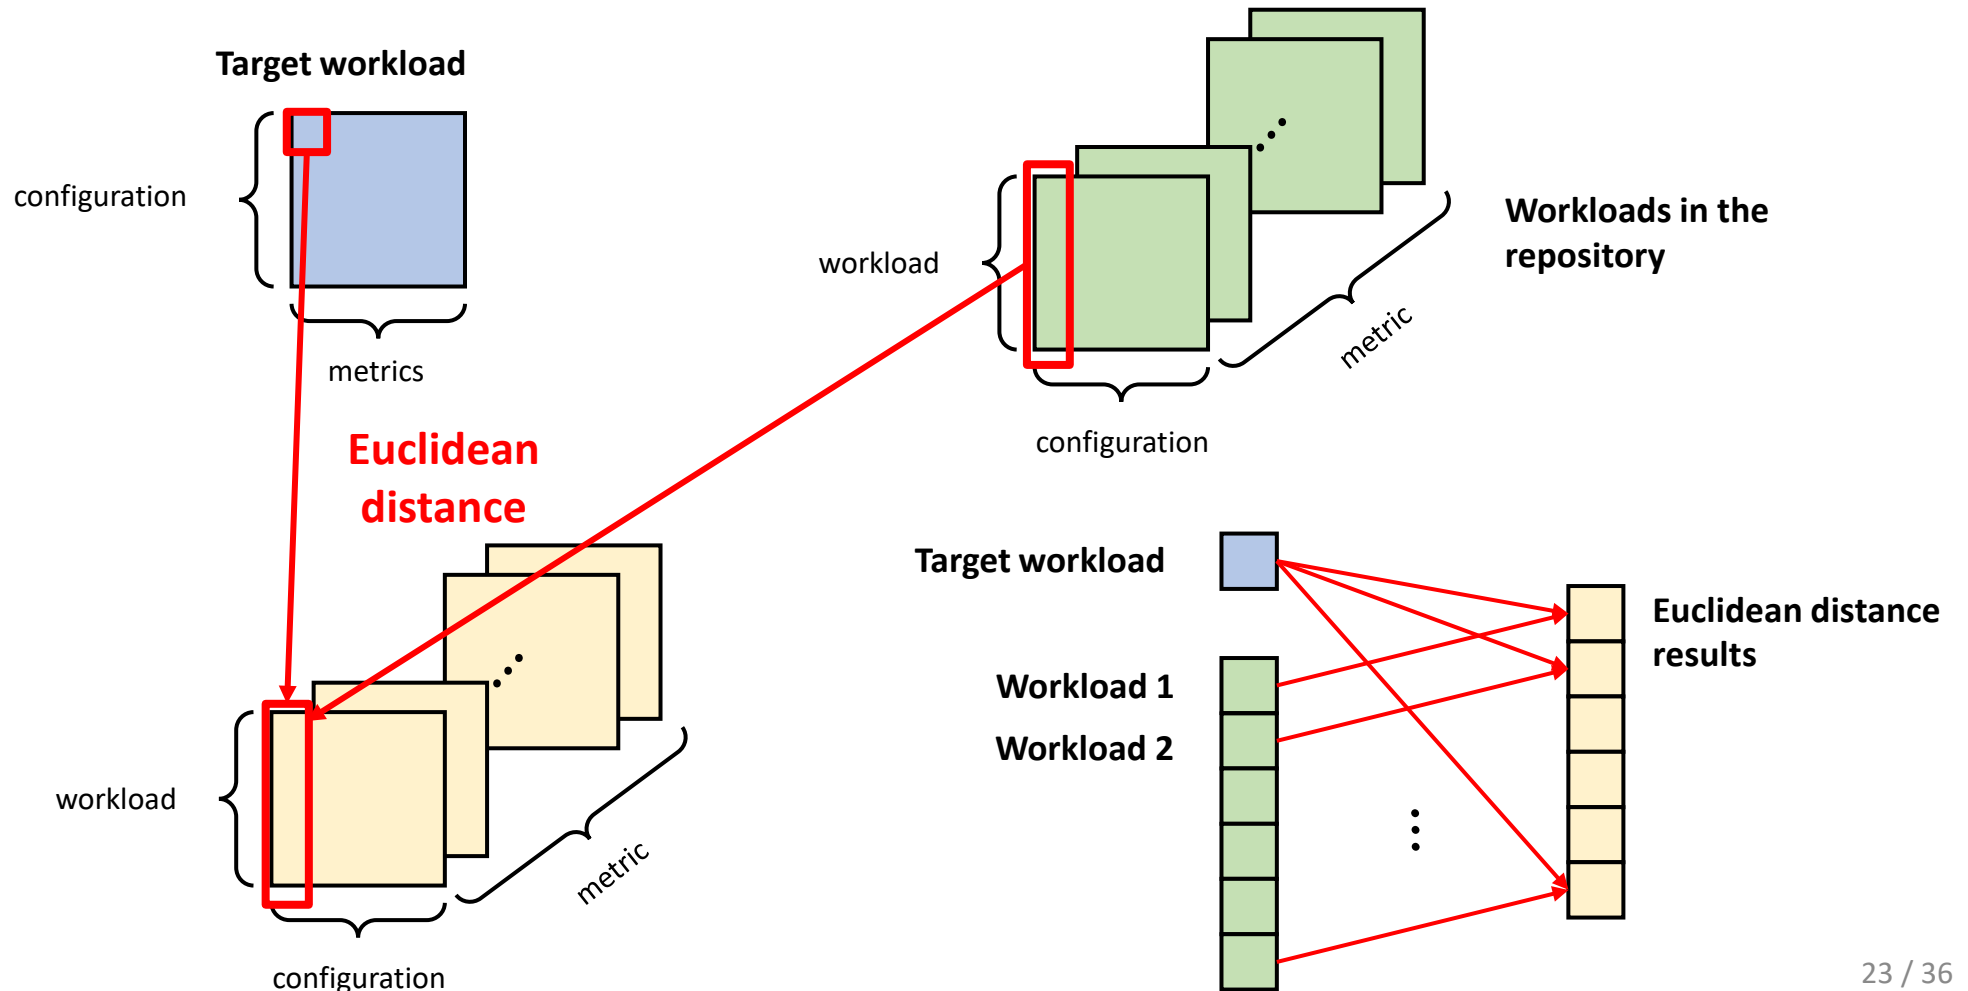 Target workload
configuration
metrics
Workloads in the
repository
workload
metric
configuration
Euclidean
distance
workload
metric
configuration
Target workload
Workload 1
Workload 2
Euclidean distance
results
23 / 36